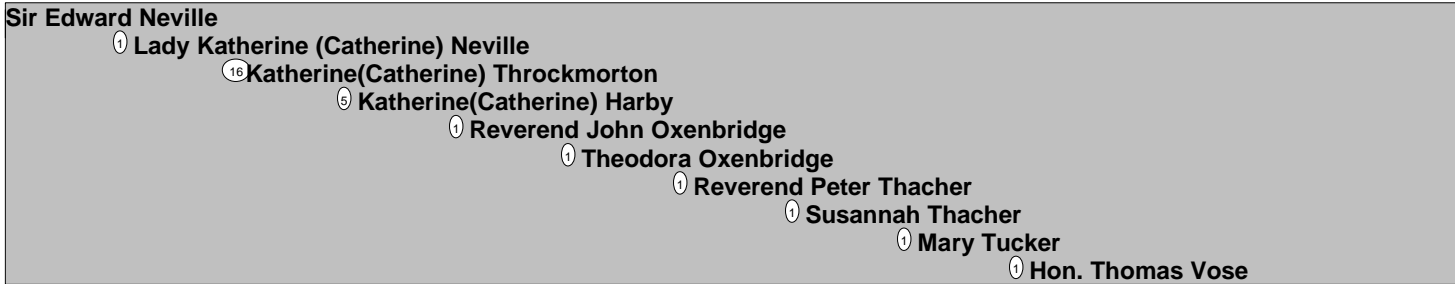 Sir Edward Neville
1 Lady Katherine (Catherine) Neville
16 Katherine(Catherine) Throckmorton
5 Katherine(Catherine) Harby
1 Reverend John Oxenbridge
1 Theodora Oxenbridge
1 Reverend Peter Thacher
1 Susannah Thacher
1 Mary Tucker
1 Hon. Thomas Vose